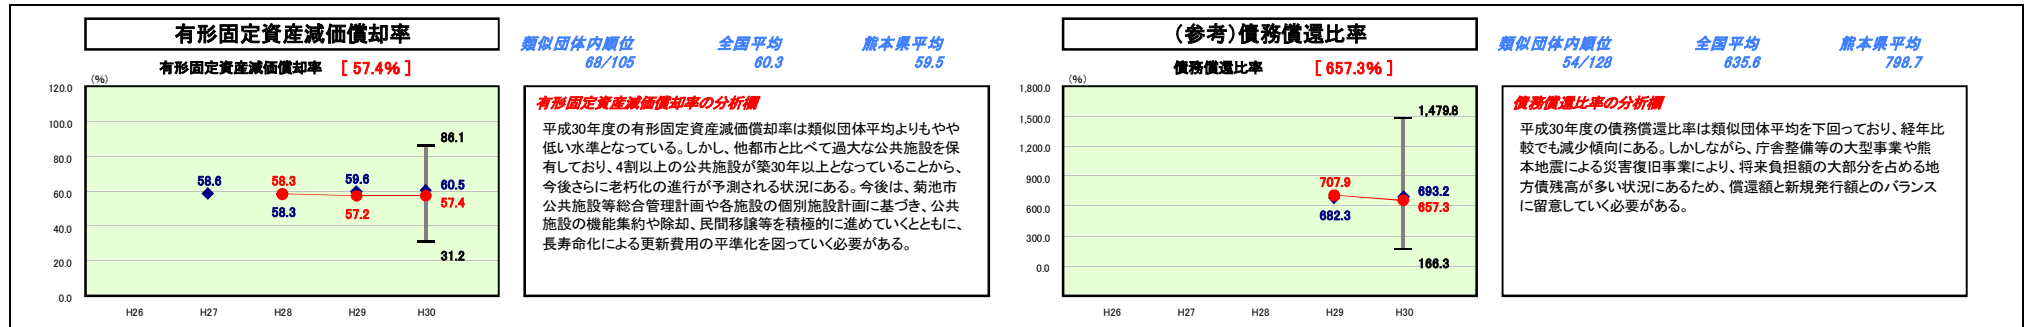 有形固定資産減価償却率
類似団体内順位 全国平均 熊本県平均
68/105 60.3 59.5
有形固定資産減価償却率 [ 57.4% ]
(%)
120.0
100.0
80.0
60.0
40.0
20.0
0.0
58.6
58.3
58.3
59.6
57.2
86.1
60.5
57.4
31.2
H26 H27 H28 H29 H30
有形固定資産減価償却率の分析欄
平成30年度の有形固定資産減価償却率は類似団体平均よりもやや
低い水準となっている。しかし、他都市と比べて過大な公共施設を保
有しており、4割以上の公共施設が築30年以上となっていることから、
今後さらに老朽化の進行が予測される状況にある。今後は、菊池市
公共施設等総合管理計画や各施設の個別施設計画に基づき、公共
施設の機能集約や除却、民間移譲等を積極的に進めていくとともに、
長寿命化による更新費用の平準化を図っていく必要がある。
(参考)債務償還比率
類似団体内順位 全国平均 熊本県平均
54/128 635.6 798.7
債務償還比率 [ 657.3% ]
(%)
1,800.0
1,500.0
1,200.0
900.0
600.0
300.0
0.0
707.9
682.3
1,479.8
693.2
657.3
166.3
H26 H27 H28 H29 H30
債務償還比率の分析欄
平成30年度の債務償還比率は類似団体平均を下回っており、経年比
較でも減少傾向にある。しかしながら、庁舎整備等の大型事業や熊
本地震による災害復旧事業により、将来負担額の大部分を占める地
方債残高が多い状況にあるため、償還額と新規発行額とのバランス
に留意していく必要がある。